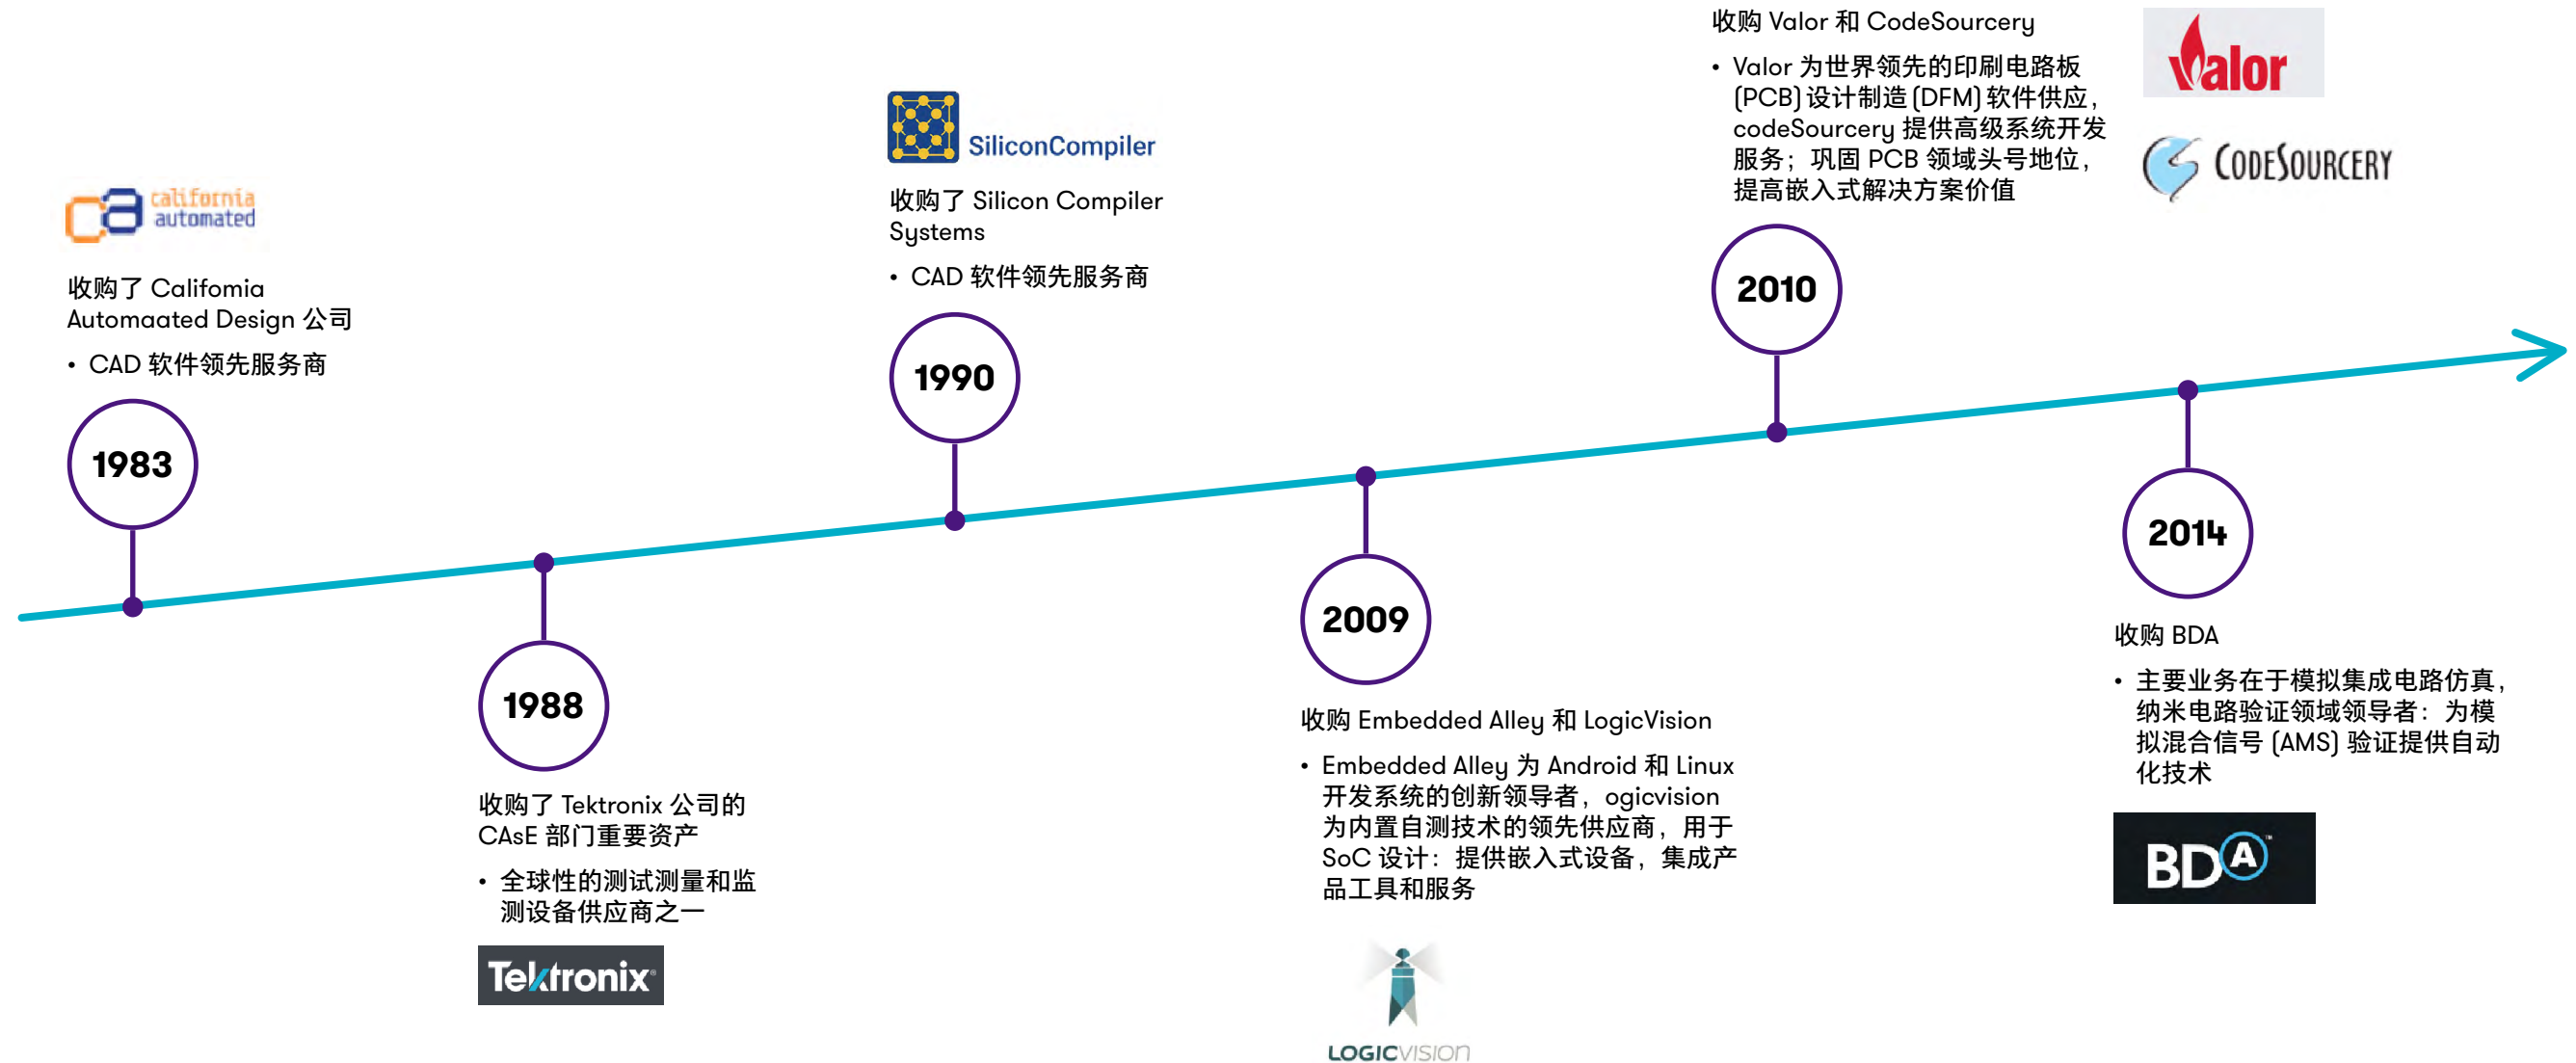 california
automated
收购了 Califomia
Automaated Design 公司
• CAD 软件领先服务商
1983
1988
收购了 Tektronix 公司的
CAsE 部门重要资产
• 全球性的测试测量和监
测设备供应商之一
Tektronix
SiliconCompiler
收购了 Silicon Compiler
Systems
• CAD 软件领先服务商
1990
2009
收购 Embedded Alley 和 LogicVision
• Embedded Alley 为 Android 和 Linux
开发系统的创新领导者，ogicvision
为内置自测技术的领先供应商，用于
SoC 设计：提供嵌入式设备，集成产
品工具和服务
LOGICVISION
收购 Valor 和 CodeSourcery
• Valor 为世界领先的印刷电路板
(PCB)设计制造(DFM)软件供应，
codeSourcery 提供高级系统开发
服务；巩固 PCB 领域头号地位，
提高嵌入式解决方案价值
Valor
CODESOURCERY
2010
2014
收购 BDA
• 主要业务在于模拟集成电路仿真，
纳米电路验证领域领导者：为模
拟混合信号 (AMS) 验证提供自动
化技术
BDA™